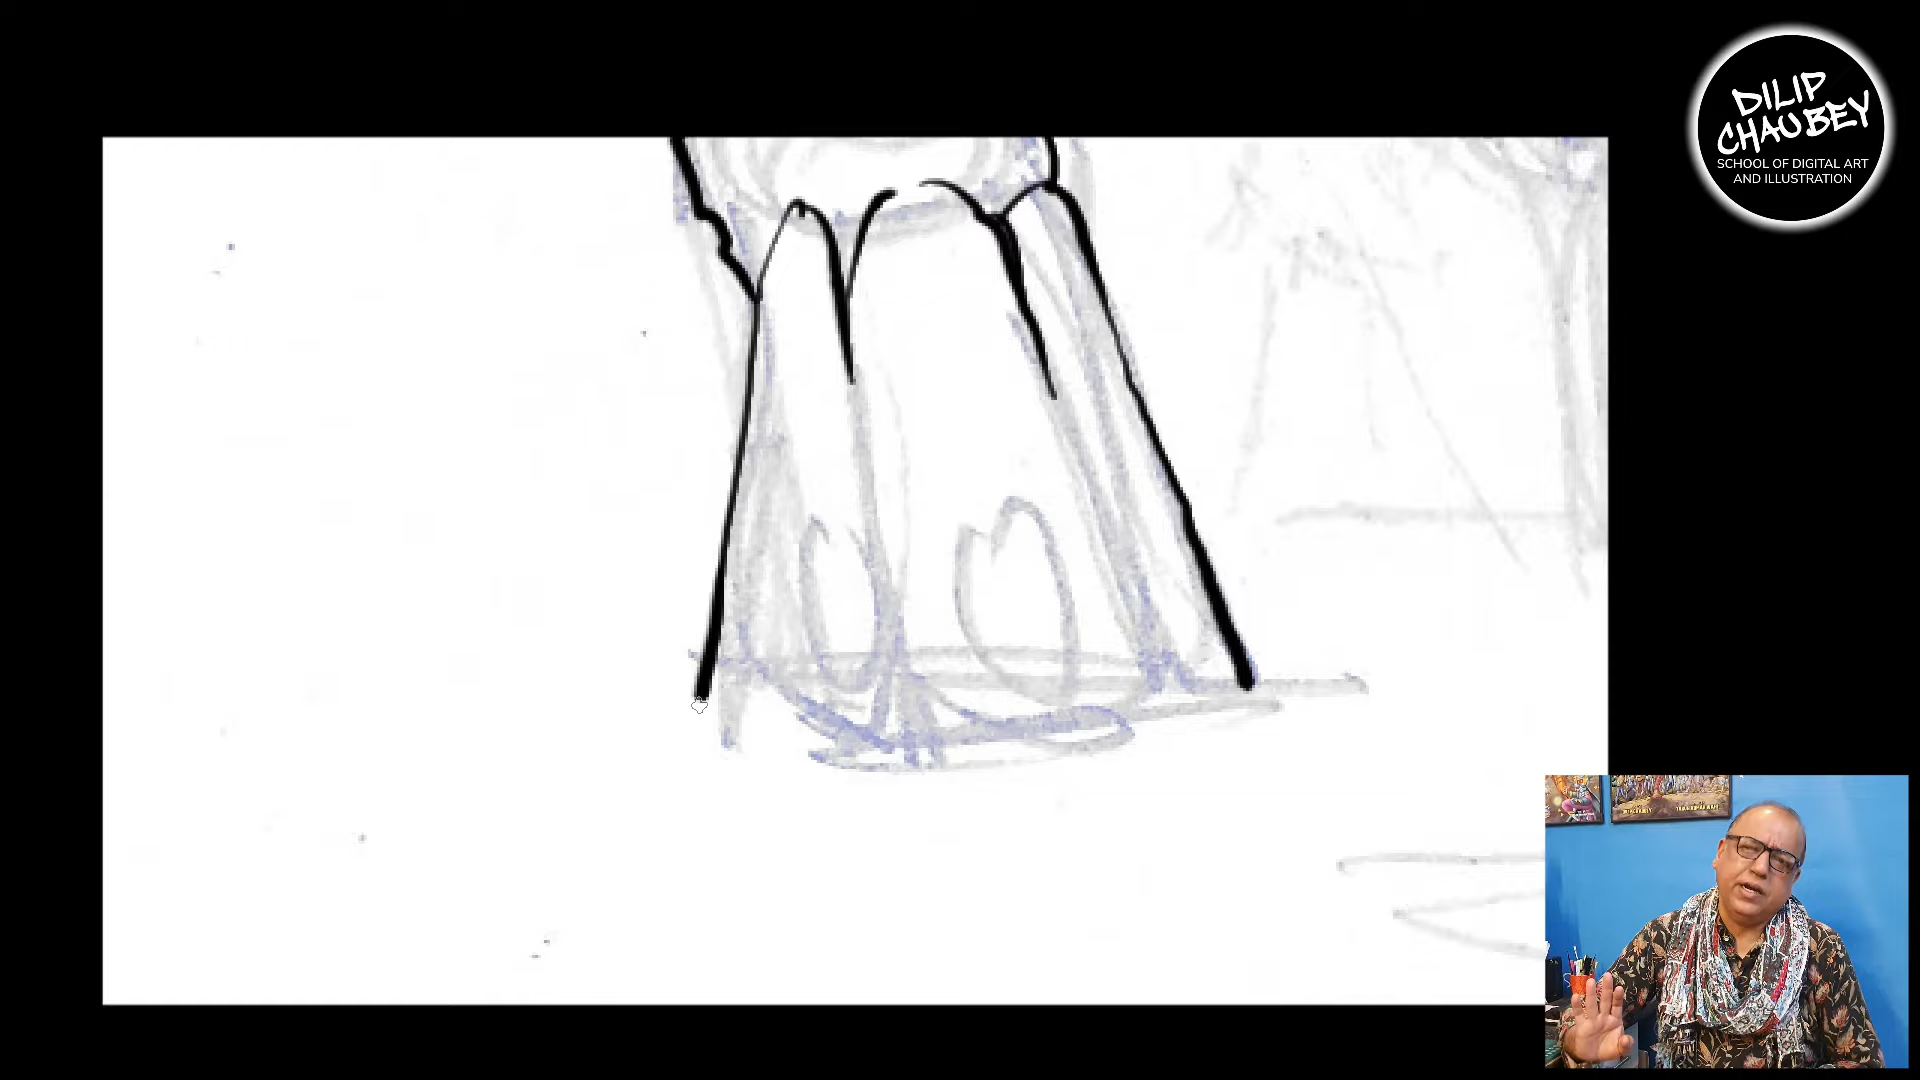 DILIP
CHAUBEY
SCHOOL OF DIGITAL ART
AND ILLUSTRATION